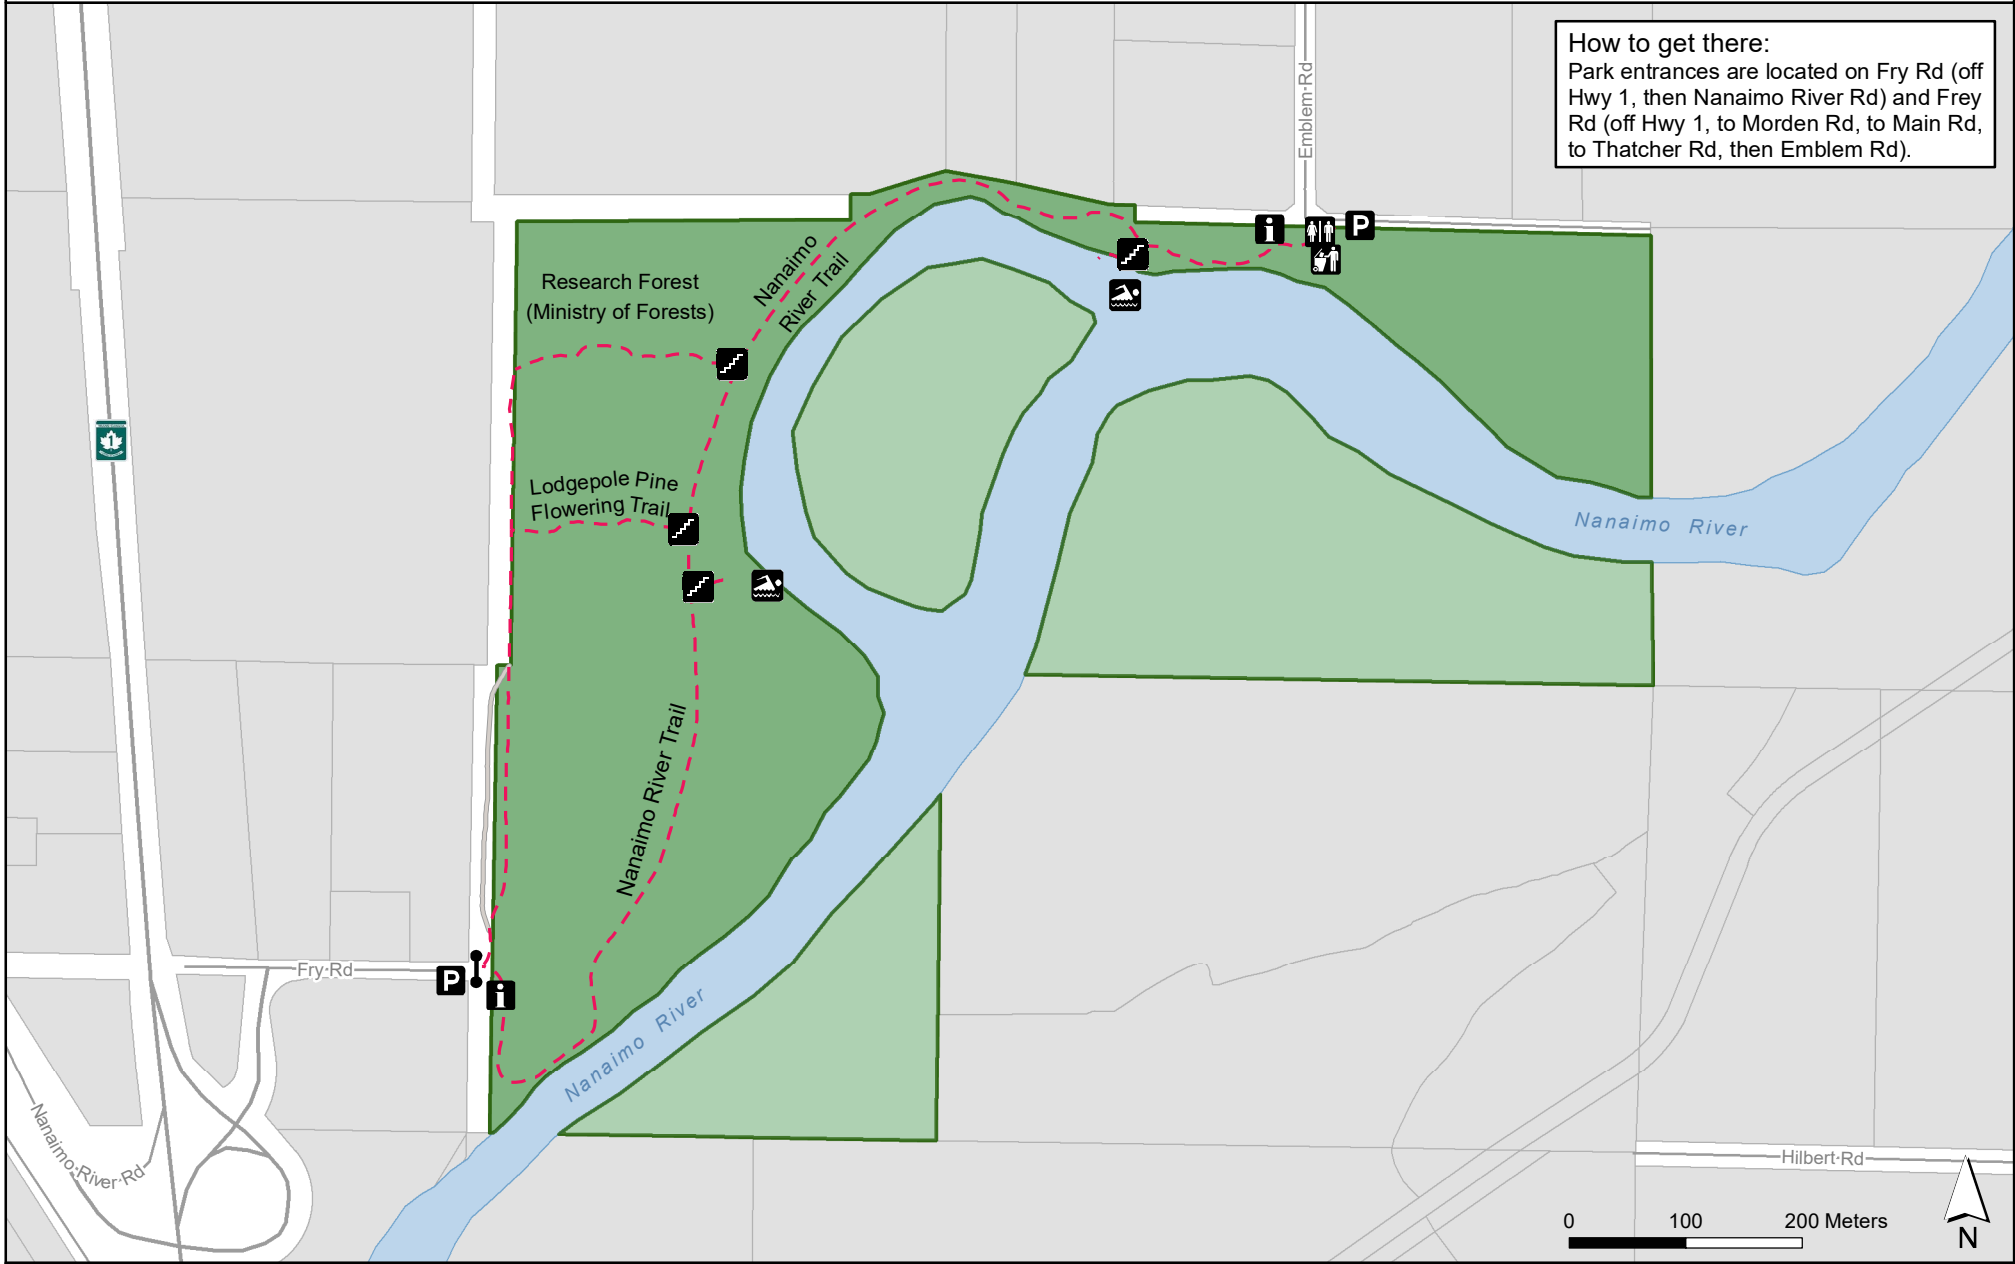 How to get there:
Park entrances are located on Fry Rd (off
Hwy 1, then Nanaimo River Rd) and Frey
Rd (off Hwy 1, to Morden Rd, to Main Rd,
to Thatcher Rd, then Emblem Rd).
Emblem Rd
i
P
Nanaimo
River Trail
Research Forest
(Ministry of Forests)
1
Lodgepole Pine
Flowering Trail
Nanaimo River
Nanaimo River Trail
Fry Rd
P
i
Nanaimo River
Nanaimo River Rd
Hilbert Rd
0 100 200 Meters
N